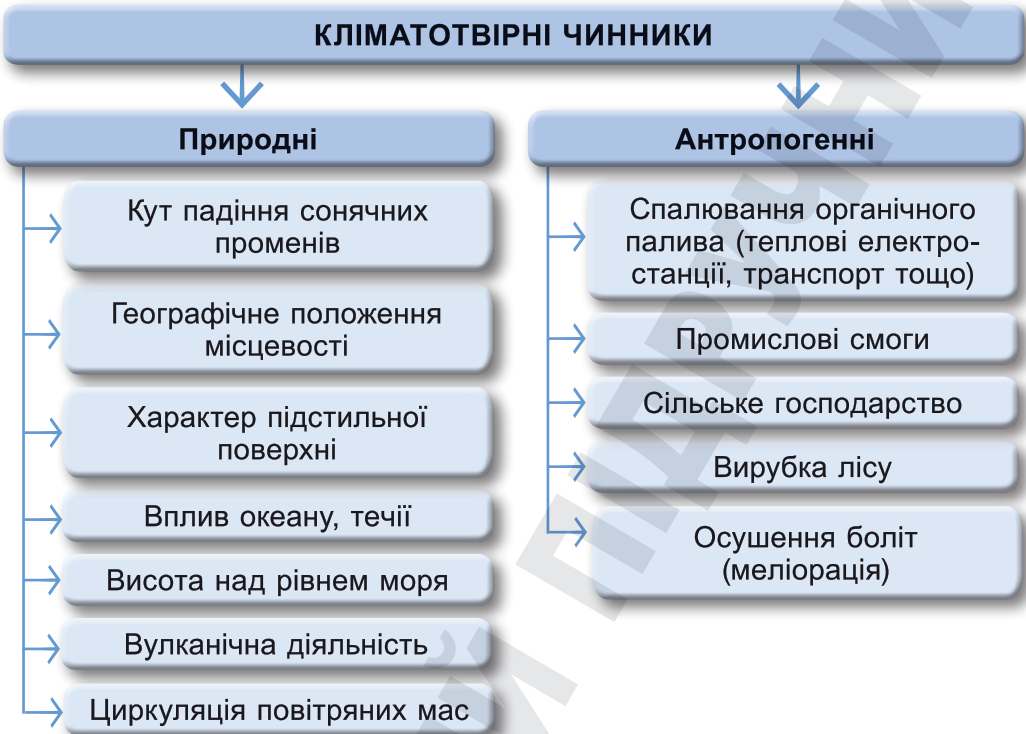 КЛІМАТОТВІРНІ ЧИННИКИ
Природні
Кут падіння сонячних
променів
Географічне положення
місцевості
Характер підстильної
поверхні
Вплив океану, течії
Висота над рівнем моря
Вулканічна діяльність
Циркуляція повітряних мас
Антропогенні
Спалювання органічного
палива (теплові електро-
станції, транспорт тощо)
Промислові смоги
Сільське господарство
Вирубка лісу
Осушення боліт
(меліорація)